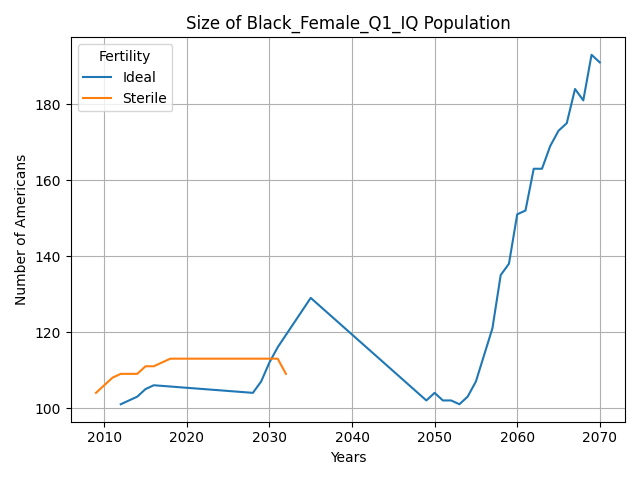 Size of Black_Female_Q1_IQ Population
Fertility
Ideal
Sterile
Number of Americans
180
160
140
120
100
2010 2020 2030 2040 2050 2060 2070
Years